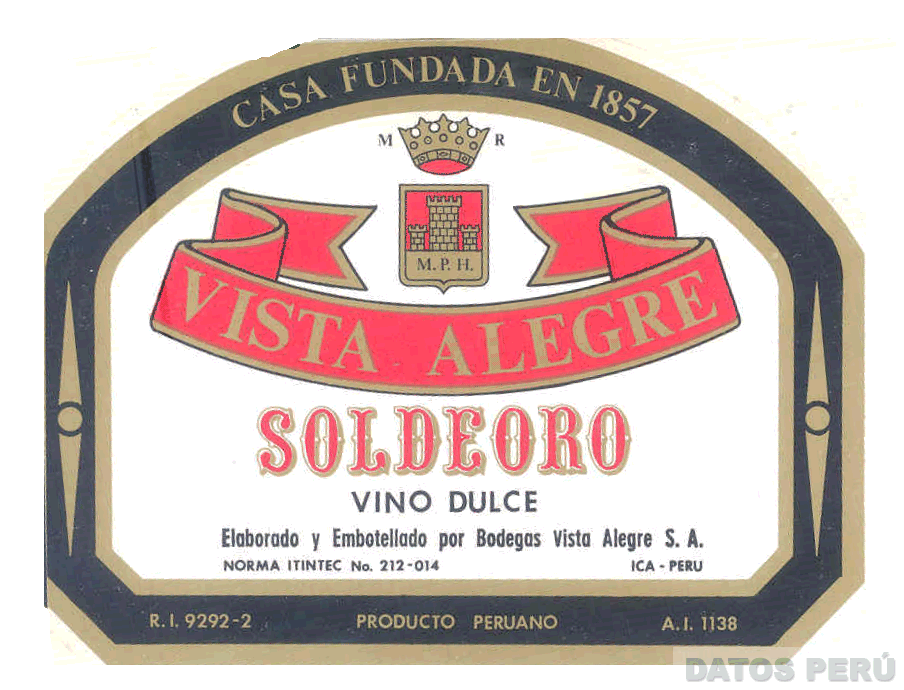 CASA FUNDADA EN 1857
M R
M. P. H.
VISTA ALEGRE
SOLDEORO
VINO DULCE
Elaborado y Embotellado por Bodegas Vista Alegre S. A.
NORMA ITINTEC No. 212-014 ICA - PERU
R. I. 9292-2 PRODUCTO PERUANO A. I. 1138
DATOS PERÚ